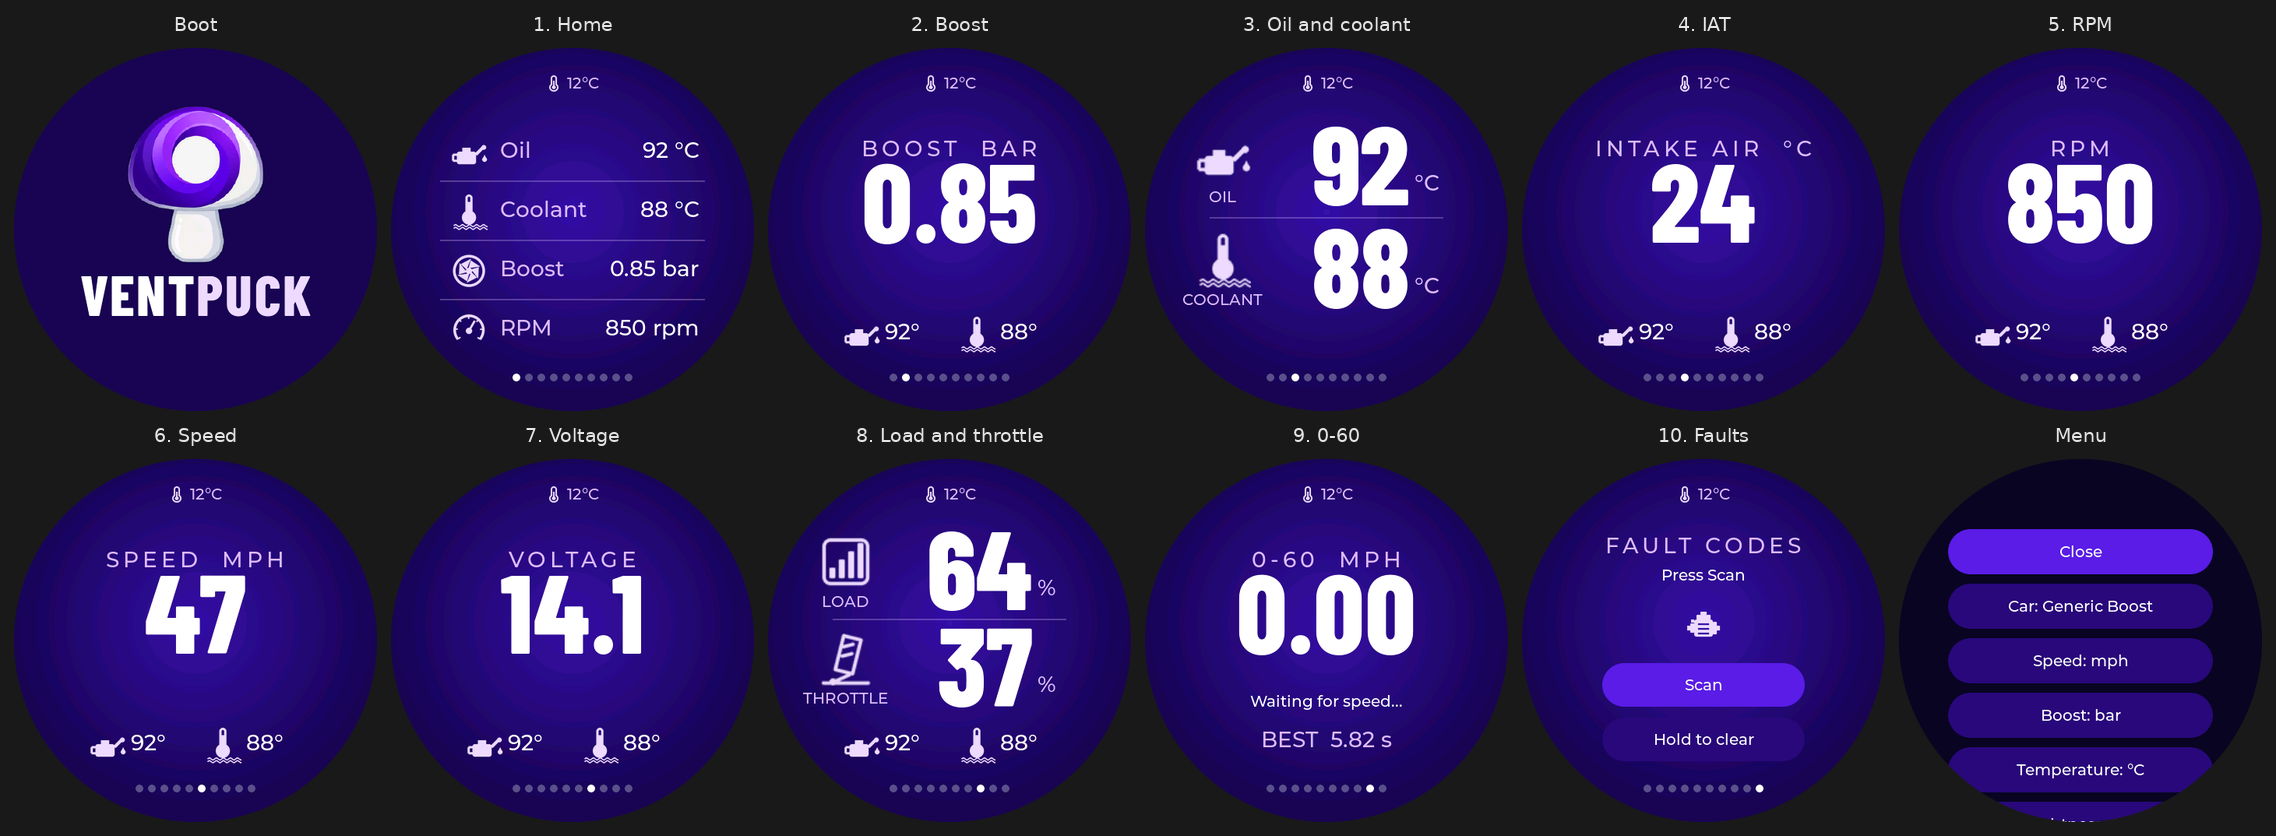 Boot
VENTPUCK
1. Home
12°C
Oil 92 °C
Coolant 88 °C
Boost 0.85 bar
RPM 850 rpm
2. Boost
12°C
BOOST BAR
0.85
92° 88°
3. Oil and coolant
12°C
OIL 92 °C
COOLANT 88 °C
4. IAT
12°C
INTAKE AIR °C
24
92° 88°
5. RPM
12°C
RPM
850
92° 88°
6. Speed
12°C
SPEED MPH
47
92° 88°
7. Voltage
12°C
VOLTAGE
14.1
92° 88°
8. Load and throttle
12°C
LOAD 64 %
THROTTLE 37 %
92° 88°
9. 0-60
12°C
0-60 MPH
0.00
Waiting for speed...
BEST 5.82 s
10. Faults
12°C
FAULT CODES
Press Scan
Scan
Hold to clear
Menu
Close
Car: Generic Boost
Speed: mph
Boost: bar
Temperature: °C